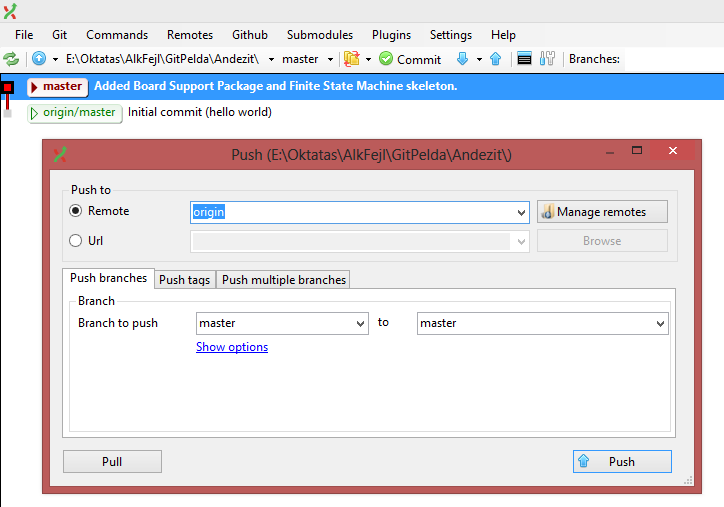 File Git Commands Remotes Github Submodules Plugins Settings Help
E:\Oktatas\AlkFejl\GitPelda\Andezit\ master Commit Branches:
master Added Board Support Package and Finite State Machine skeleton.
origin/master Initial commit (hello world)
Push (E:\Oktatas\AlkFejl\GitPelda\Andezit\)
Push to
Remote origin Manage remotes
Url Browse
Push branches Push tags Push multiple branches
Branch
Branch to push master to master
Show options
Pull Push